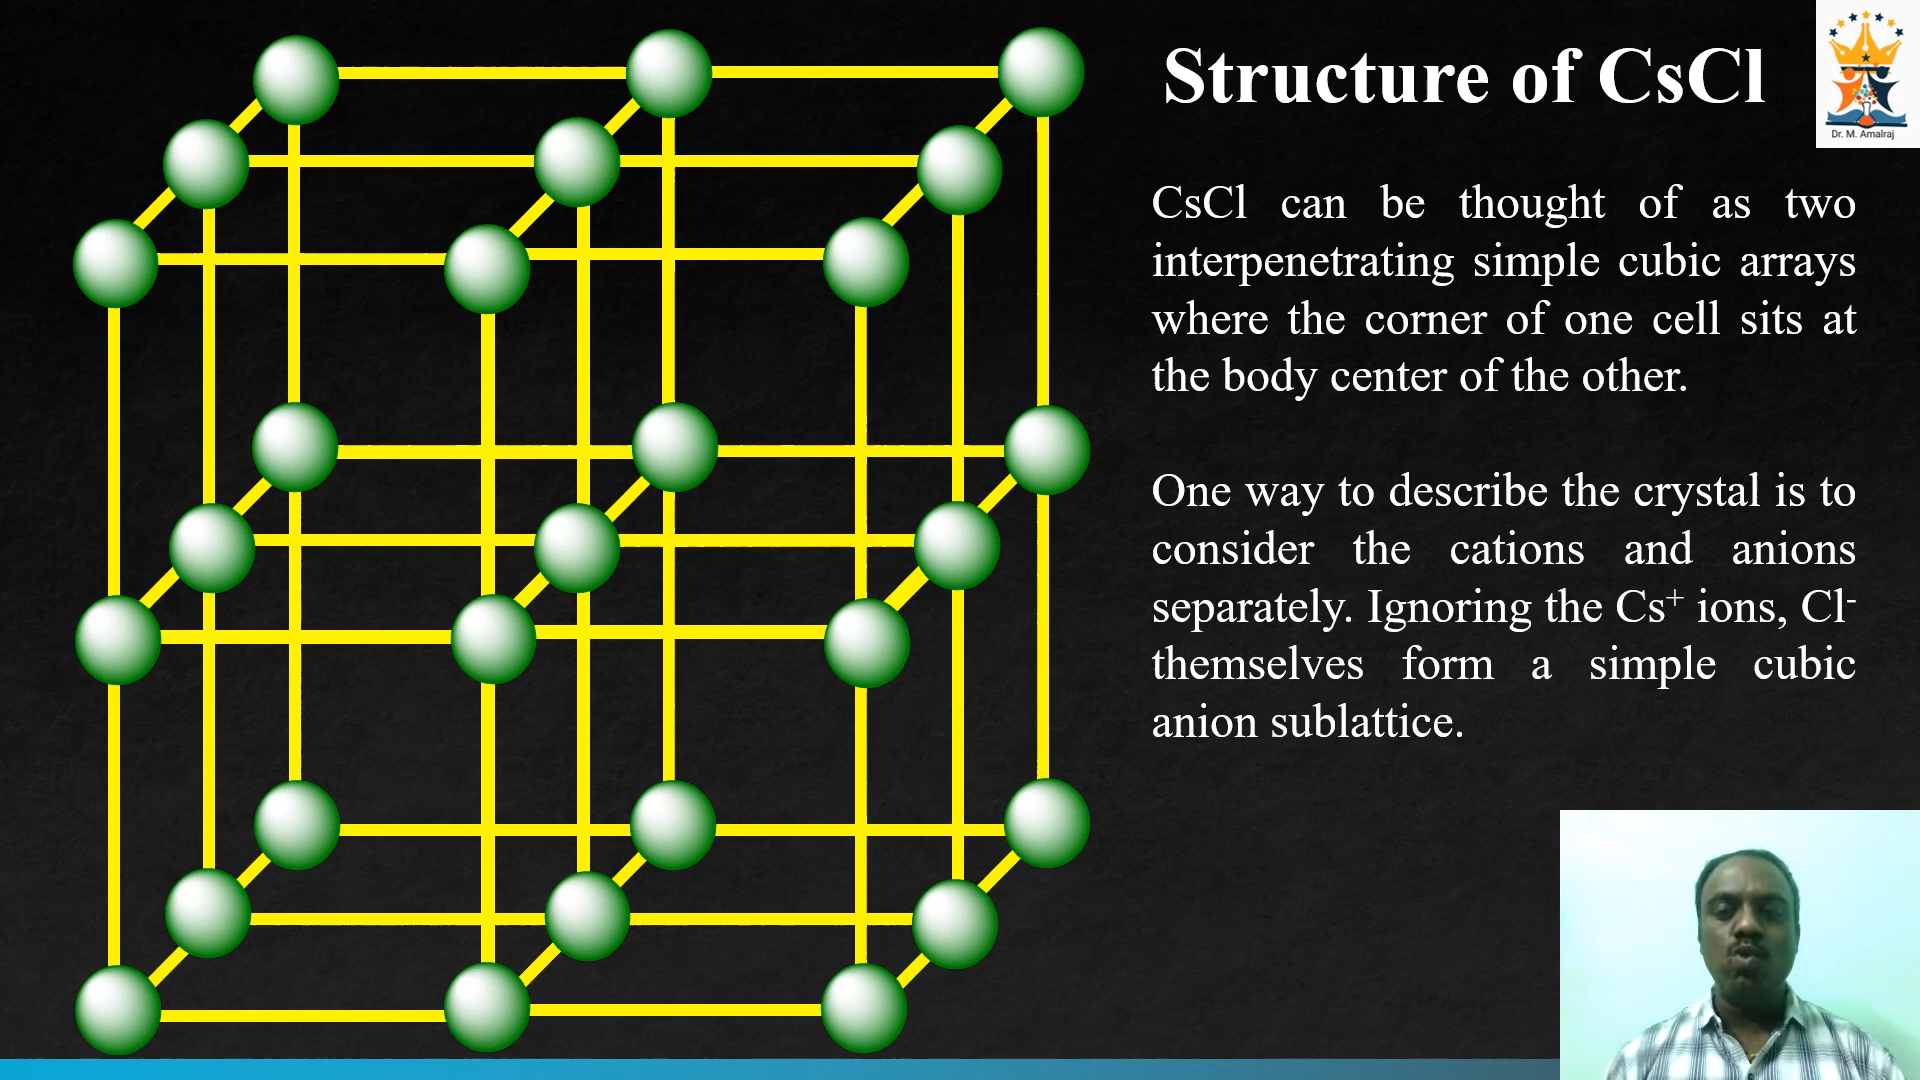 Structure of CsCl
Dr. M. Amalraj
CsCl can be thought of as two
interpenetrating simple cubic arrays
where the corner of one cell sits at
the body center of the other.
One way to describe the crystal is to
consider the cations and anions
separately. Ignoring the Cs⁺ ions, Cl⁻
themselves form a simple cubic
anion sublattice.